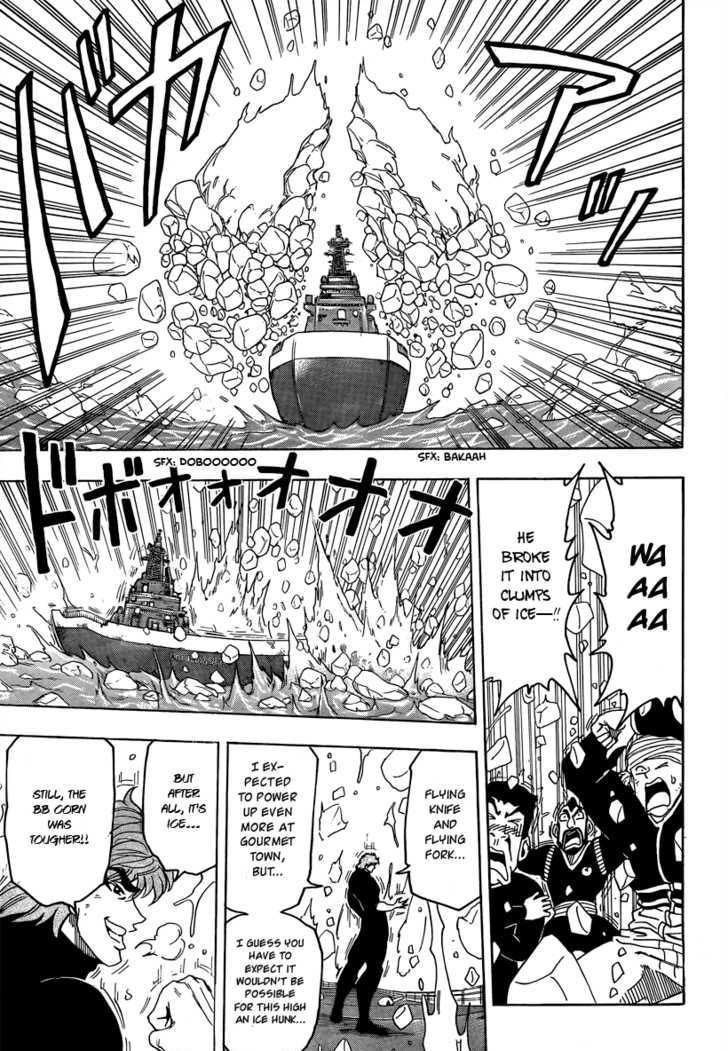 バカアッ
SFX: DOBOOOOOO
SFX: BAKAAH
ドボォォォオオオ
WA
AA
AA
HE
BROKE
IT INTO
CLUMPS
OF ICE—!!
FLYING
KNIFE
AND
FLYING
FORK...
I EX-
PECTED
TO POWER
UP EVEN
MORE AT
GOURMET
TOWN,
BUT...
I GUESS YOU
HAVE TO
EXPECT IT
WOULDN'T BE
POSSIBLE
FOR THIS HIGH
AN ICE HUNK...
BUT
AFTER
ALL, IT'S
ICE...
STILL, THE
BB CORN
WAS
TOUGHER!!